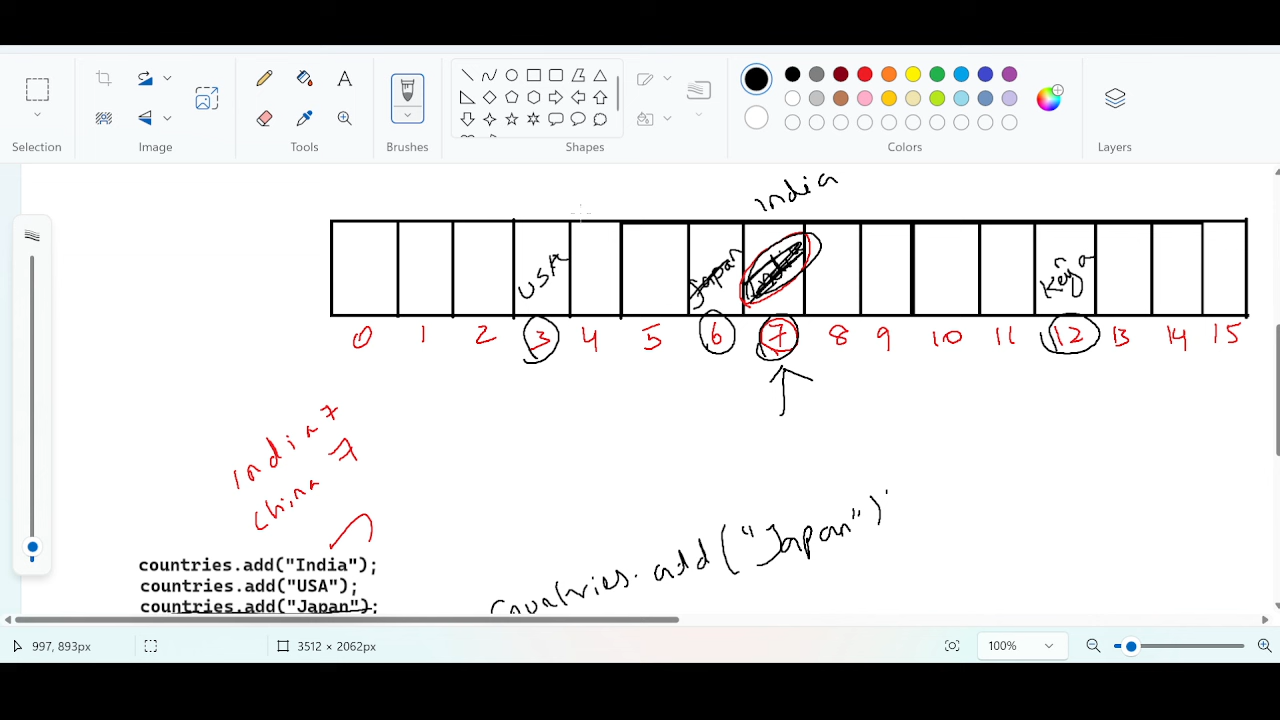 Selection
Image
Tools
Brushes
Shapes
Colors
Layers
india
USA
Japan
India
Keya
0 1 2 3 4 5 6 7 8 9 10 11 12 13 14 15
india 7
china 7
countries.add("Japan")
countries.add("India");
countries.add("USA");
countries.add("Japan");
997, 893px
3512 × 2062px
100%